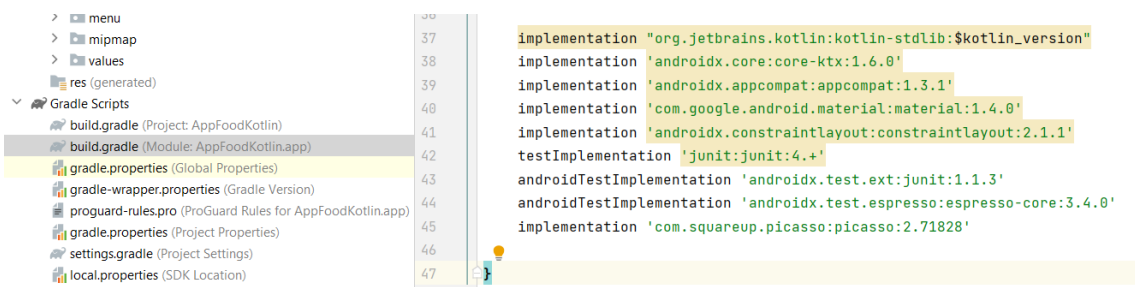 menu
mipmap
values
res (generated)
Gradle Scripts
build.gradle (Project: AppFoodKotlin)
build.gradle (Module: AppFoodKotlin.app)
gradle.properties (Global Properties)
gradle-wrapper.properties (Gradle Version)
proguard-rules.pro (ProGuard Rules for AppFoodKotlin.app)
gradle.properties (Project Properties)
settings.gradle (Project Settings)
local.properties (SDK Location)
36
37 implementation "org.jetbrains.kotlin:kotlin-stdlib:$kotlin_version"
38 implementation 'androidx.core:core-ktx:1.6.0'
39 implementation 'androidx.appcompat:appcompat:1.3.1'
40 implementation 'com.google.android.material:material:1.4.0'
41 implementation 'androidx.constraintlayout:constraintlayout:2.1.1'
42 testImplementation 'junit:junit:4.+'
43 androidTestImplementation 'androidx.test.ext:junit:1.1.3'
44 androidTestImplementation 'androidx.test.espresso:espresso-core:3.4.0'
45 implementation 'com.squareup.picasso:picasso:2.71828'
46
47 }